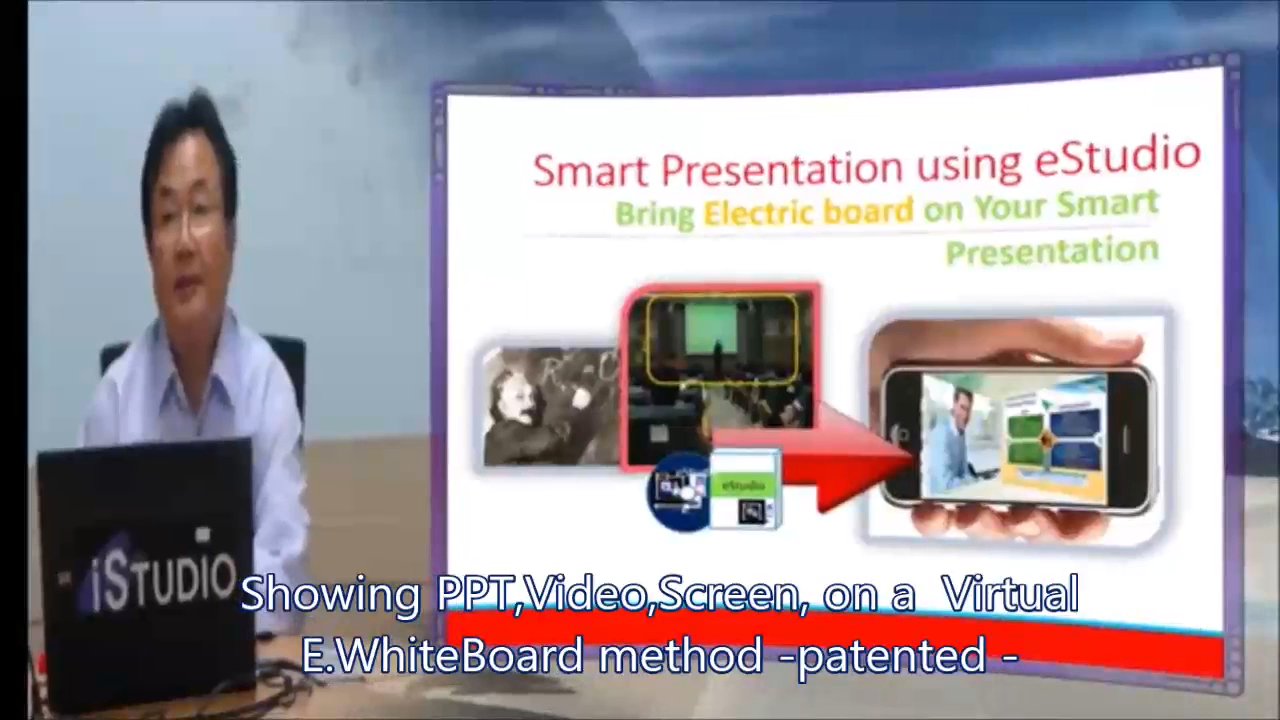 Smart Presentation using eStudio
Bring Electric board on Your Smart
Presentation
eStudio
iSTUDIO
Showing PPT,Video,Screen, on a Virtual
E.WhiteBoard method -patented -